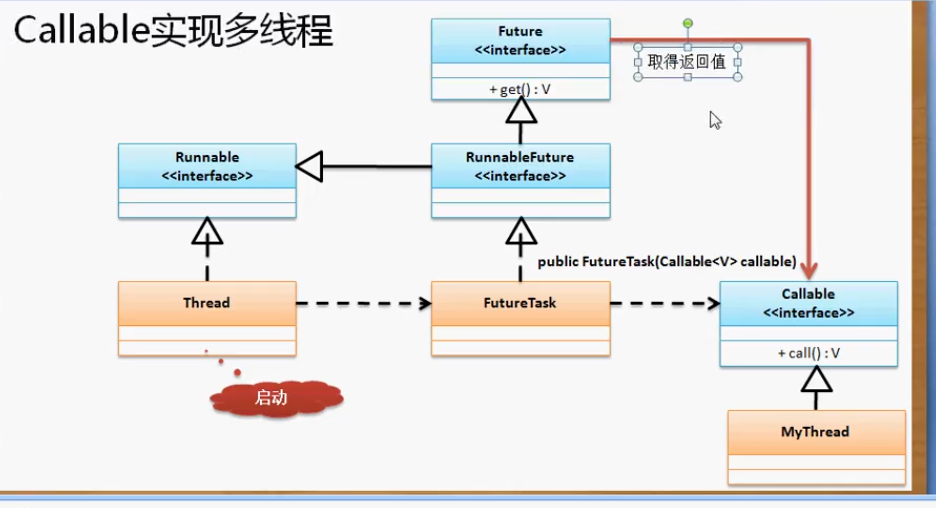 Callable实现多线程
Future
<<interface>>
+ get() : V
取得返回值
Runnable
<<interface>>
RunnableFuture
<<interface>>
public FutureTask(Callable<V> callable)
Thread
FutureTask
Callable
<<interface>>
+ call() : V
启动
MyThread